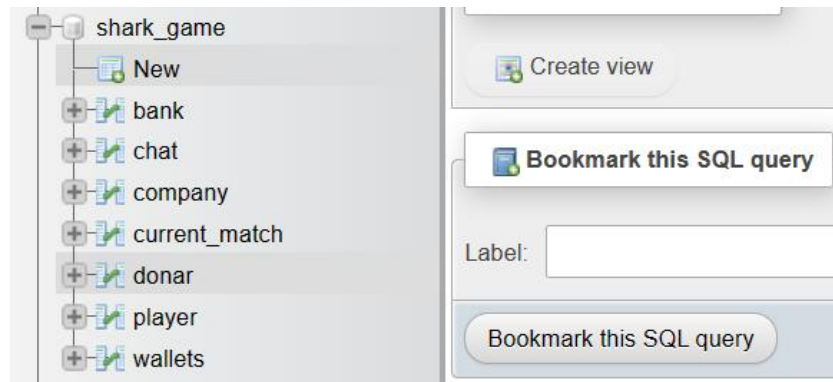 shark_game
New
bank
chat
company
current_match
donar
player
wallets
Create view
Bookmark this SQL query
Label:
Bookmark this SQL query